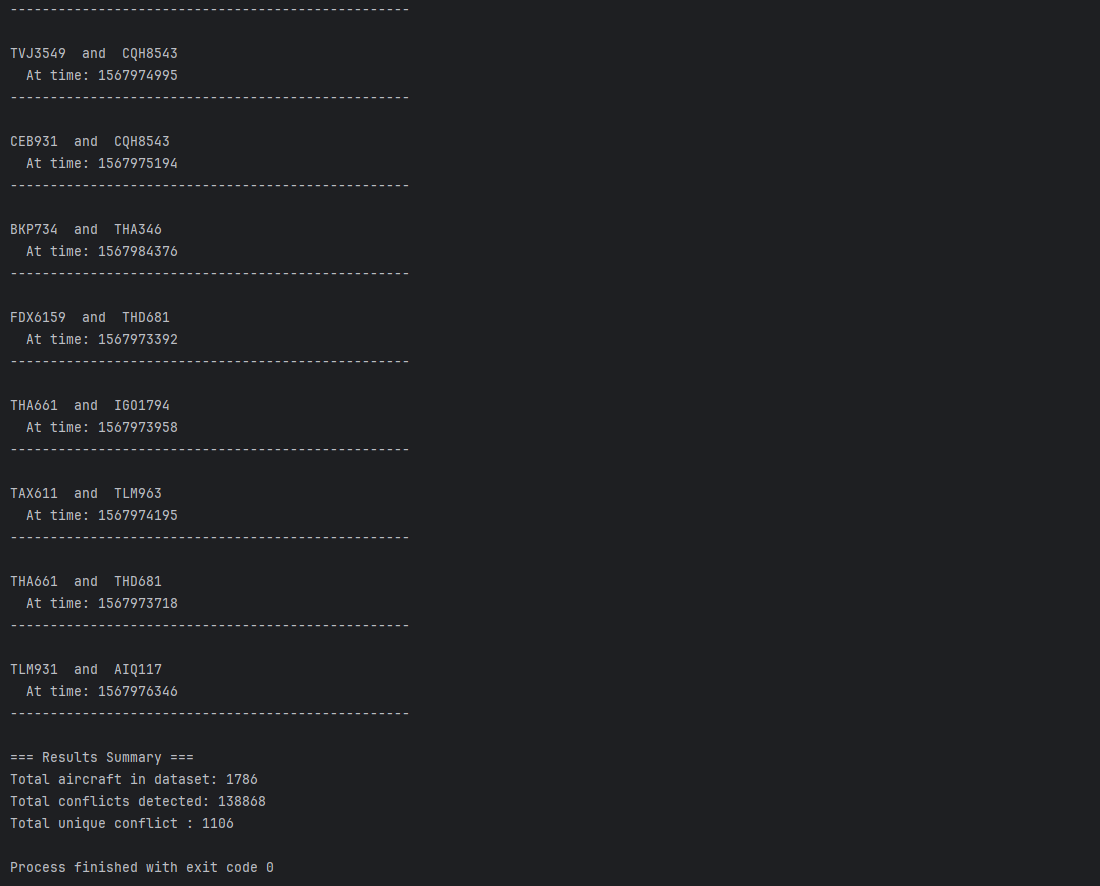 --------------------------------------------------
TVJ3549  and  CQH8543
  At time: 1567974995
--------------------------------------------------
CEB931  and  CQH8543
  At time: 1567975194
--------------------------------------------------
BKP734  and  THA346
  At time: 1567984376
--------------------------------------------------
FDX6159  and  THD681
  At time: 1567973392
--------------------------------------------------
THA661  and  IGO1794
  At time: 1567973958
--------------------------------------------------
TAX611  and  TLM963
  At time: 1567974195
--------------------------------------------------
THA661  and  THD681
  At time: 1567973718
--------------------------------------------------
TLM931  and  AIQ117
  At time: 1567976346
--------------------------------------------------
=== Results Summary ===
Total aircraft in dataset: 1786
Total conflicts detected: 138868
Total unique conflict : 1106
Process finished with exit code 0